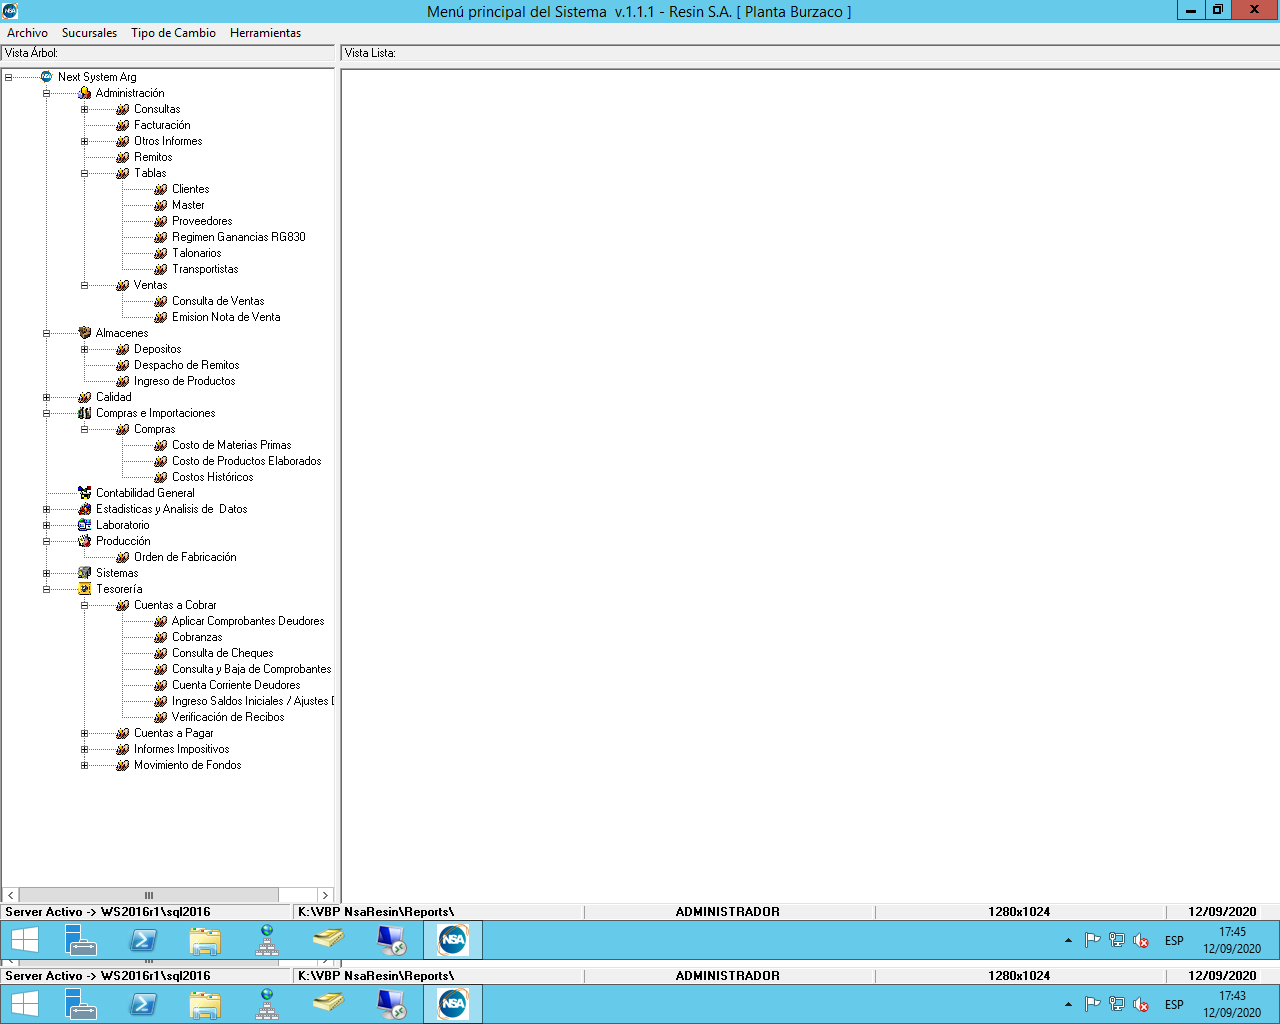 Menú principal del Sistema  v.1.1.1 - Resin S.A. [ Planta Burzaco ]
Archivo Sucursales Tipo de Cambio Herramientas
Vista Árbol:
Vista Lista:
Next System Arg
Administración
Consultas
Facturación
Otros Informes
Remitos
Tablas
Clientes
Master
Proveedores
Regimen Ganancias RG830
Talonarios
Transportistas
Ventas
Consulta de Ventas
Emision Nota de Venta
Almacenes
Depositos
Despacho de Remitos
Ingreso de Productos
Calidad
Compras e Importaciones
Compras
Costo de Materias Primas
Costo de Productos Elaborados
Costos Históricos
Contabilidad General
Estadisticas y Analisis de  Datos
Laboratorio
Producción
Orden de Fabricación
Sistemas
Tesorería
Cuentas a Cobrar
Aplicar Comprobantes Deudores
Cobranzas
Consulta de Cheques
Consulta y Baja de Comprobantes
Cuenta Corriente Deudores
Ingreso Saldos Iniciales / Ajustes D
Verificación de Recibos
Cuentas a Pagar
Informes Impositivos
Movimiento de Fondos
Server Activo -> WS2016r1\sql2016 K:\VBP NsaResin\Reports\ ADMINISTRADOR 1280x1024 12/09/2020
NSA ESP 17:45
12/09/2020
Server Activo -> WS2016r1\sql2016 K:\VBP NsaResin\Reports\ ADMINISTRADOR 1280x1024 12/09/2020
NSA ESP 17:43
12/09/2020